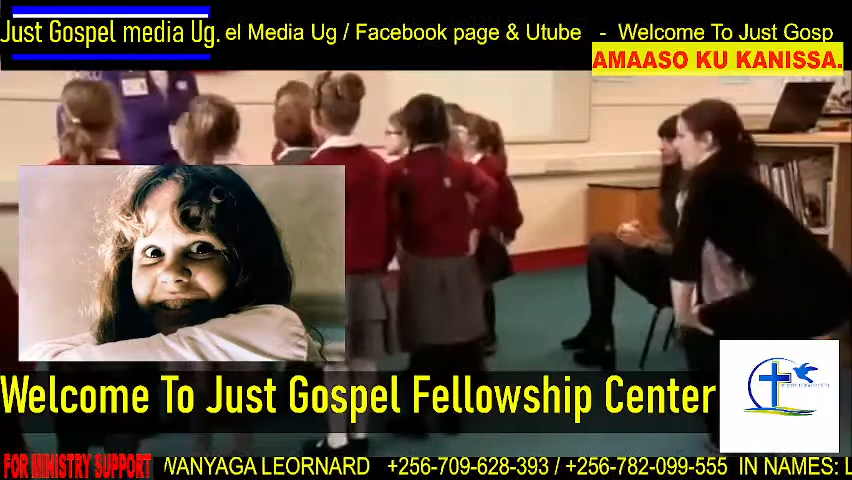 Just Gospel media Ug.
el Media Ug / Facebook page & Utube - Welcome To Just Gosp
AMAASO KU KANISSA.
Welcome To Just Gospel Fellowship Center
FOR MINISTRY SUPPORT
WANYAGA LEORNARD +256-709-628-393 / +256-782-099-555 IN NAMES: L